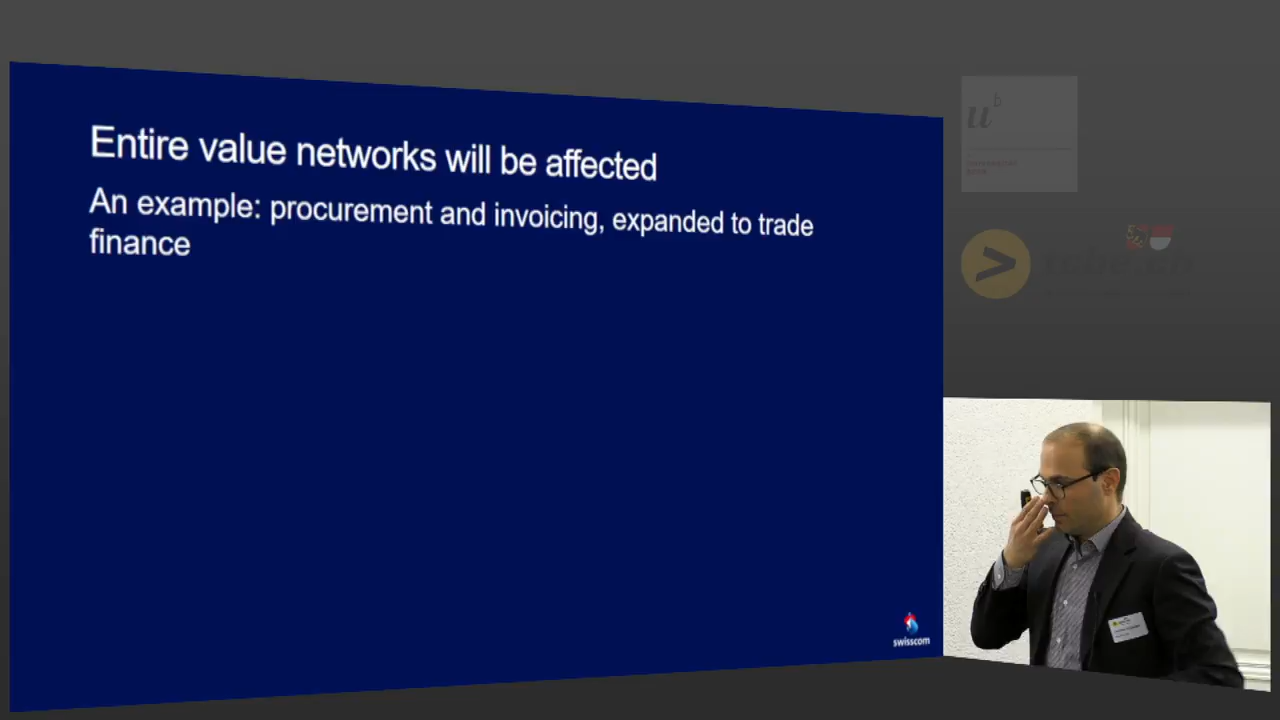 Entire value networks will be affected
An example: procurement and invoicing, expanded to trade
finance
swisscom
u
b